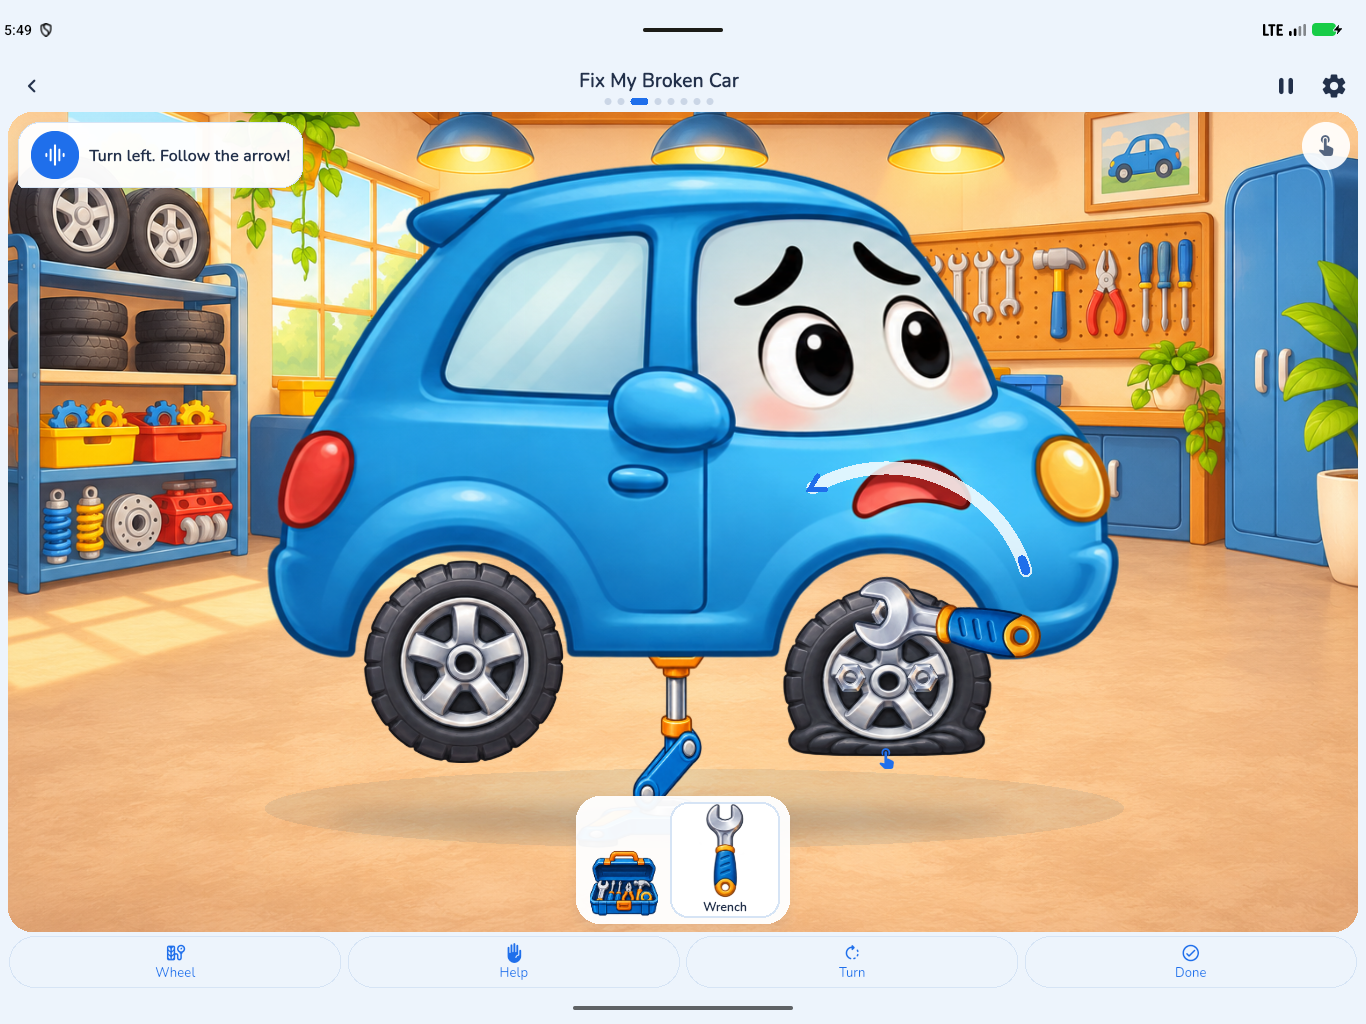 5:49
LTE
Fix My Broken Car
Turn left. Follow the arrow!
Wrench
Wheel
Help
Turn
Done